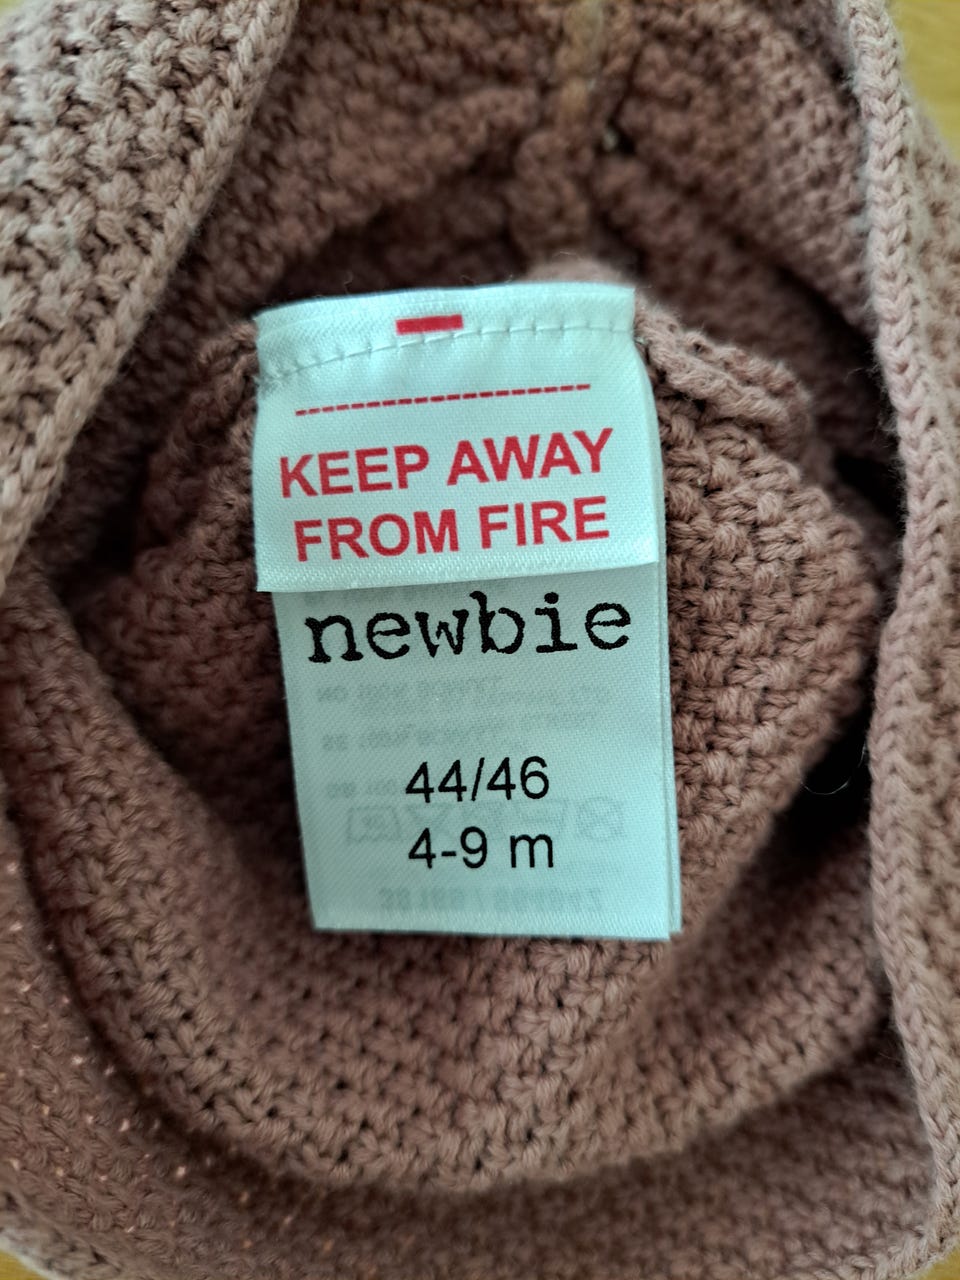 KEEP AWAY
FROM FIRE
newbie
44/46
4-9 m